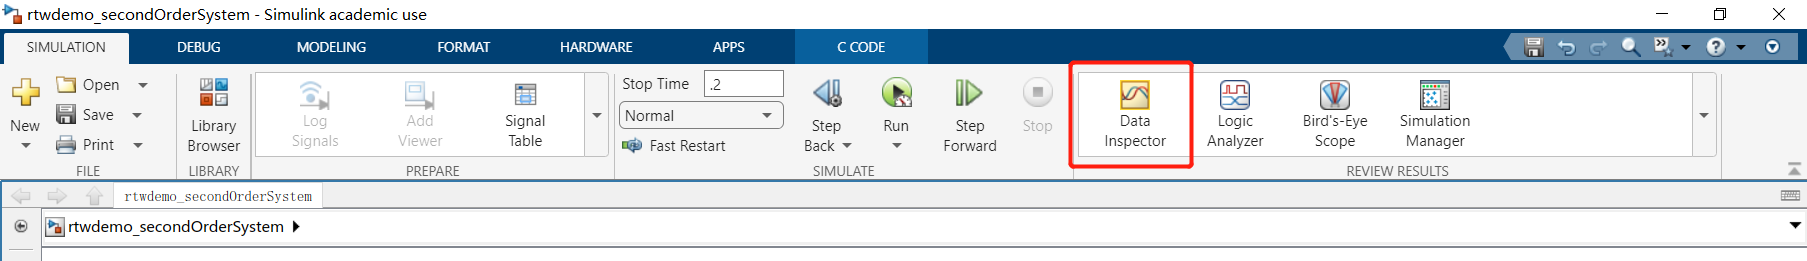 rtwdemo_secondOrderSystem - Simulink academic use
SIMULATION DEBUG MODELING FORMAT HARDWARE APPS C CODE
New
Open
Save
Print
FILE
Library
Browser
LIBRARY
Log
Signals
Add
Viewer
Signal
Table
PREPARE
Stop Time .2
Normal
Fast Restart
Step
Back
Run
Step
Forward
Stop
SIMULATE
Data
Inspector
Logic
Analyzer
Bird's-Eye
Scope
Simulation
Manager
REVIEW RESULTS
rtwdemo_secondOrderSystem
rtwdemo_secondOrderSystem